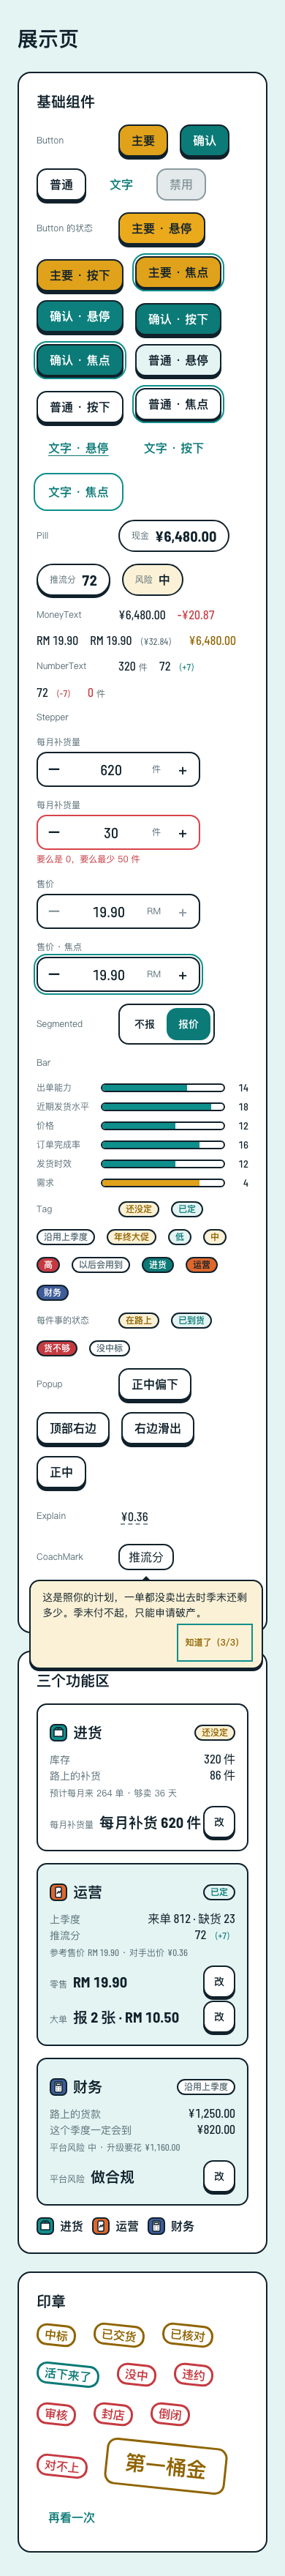 展示页
基础组件
Button 主要 确认
普通 文字 禁用
Button 的状态 主要 · 悬停
主要 · 按下 主要 · 焦点
确认 · 悬停 确认 · 按下
确认 · 焦点 普通 · 悬停
普通 · 按下 普通 · 焦点
文字 · 悬停 文字 · 按下
文字 · 焦点
Pill 现金 ¥6,480.00
推流分 72 风险 中
MoneyText ¥6,480.00 -¥20.87
RM 19.90 RM 19.90 (¥32.84) ¥6,480.00
NumberText 320 件 72 (+7)
72 (-7) 0 件
Stepper
每月补货量
— 620 件 +
每月补货量
— 30 件 +
要么是 0，要么最少 50 件
售价
— 19.90 RM +
售价 · 焦点
— 19.90 RM +
Segmented 不报 报价
Bar
出单能力 14
近期发货水平 18
价格 12
订单完成率 16
发货时效 12
需求 4
Tag 还没定 已定
沿用上季度 年终大促 低 中
高 以后会用到 进货 运营
财务
每件事的状态 在路上 已到货
货不够 没中标
Popup 正中偏下
顶部右边 右边滑出
正中
Explain ¥0.36
CoachMark 推流分
这是照你的计划，一单都没卖出去时季末还剩
多少。季末付不起，只能申请破产。
知道了（3/3）
三个功能区
进货 还没定
库存 320 件
路上的补货 86 件
预计每月来 264 单 · 够卖 36 天
每月补货量 每月补货 620 件 改
运营 已定
上季度 来单 812 · 缺货 23
推流分 72 (+7)
参考售价 RM 19.90 · 对手出价 ¥0.36
零售 RM 19.90 改
大单 报 2 张 · RM 10.50 改
财务 沿用上季度
路上的货款 ¥1,250.00
这个季度一定会到 ¥820.00
平台风险 中 · 升级要花 ¥1,160.00
平台风险 做合规 改
进货 运营 财务
印章
中标 已交货 已核对
活下来了 没中 违约
审核 封店 倒闭
对不上 第一桶金
再看一次